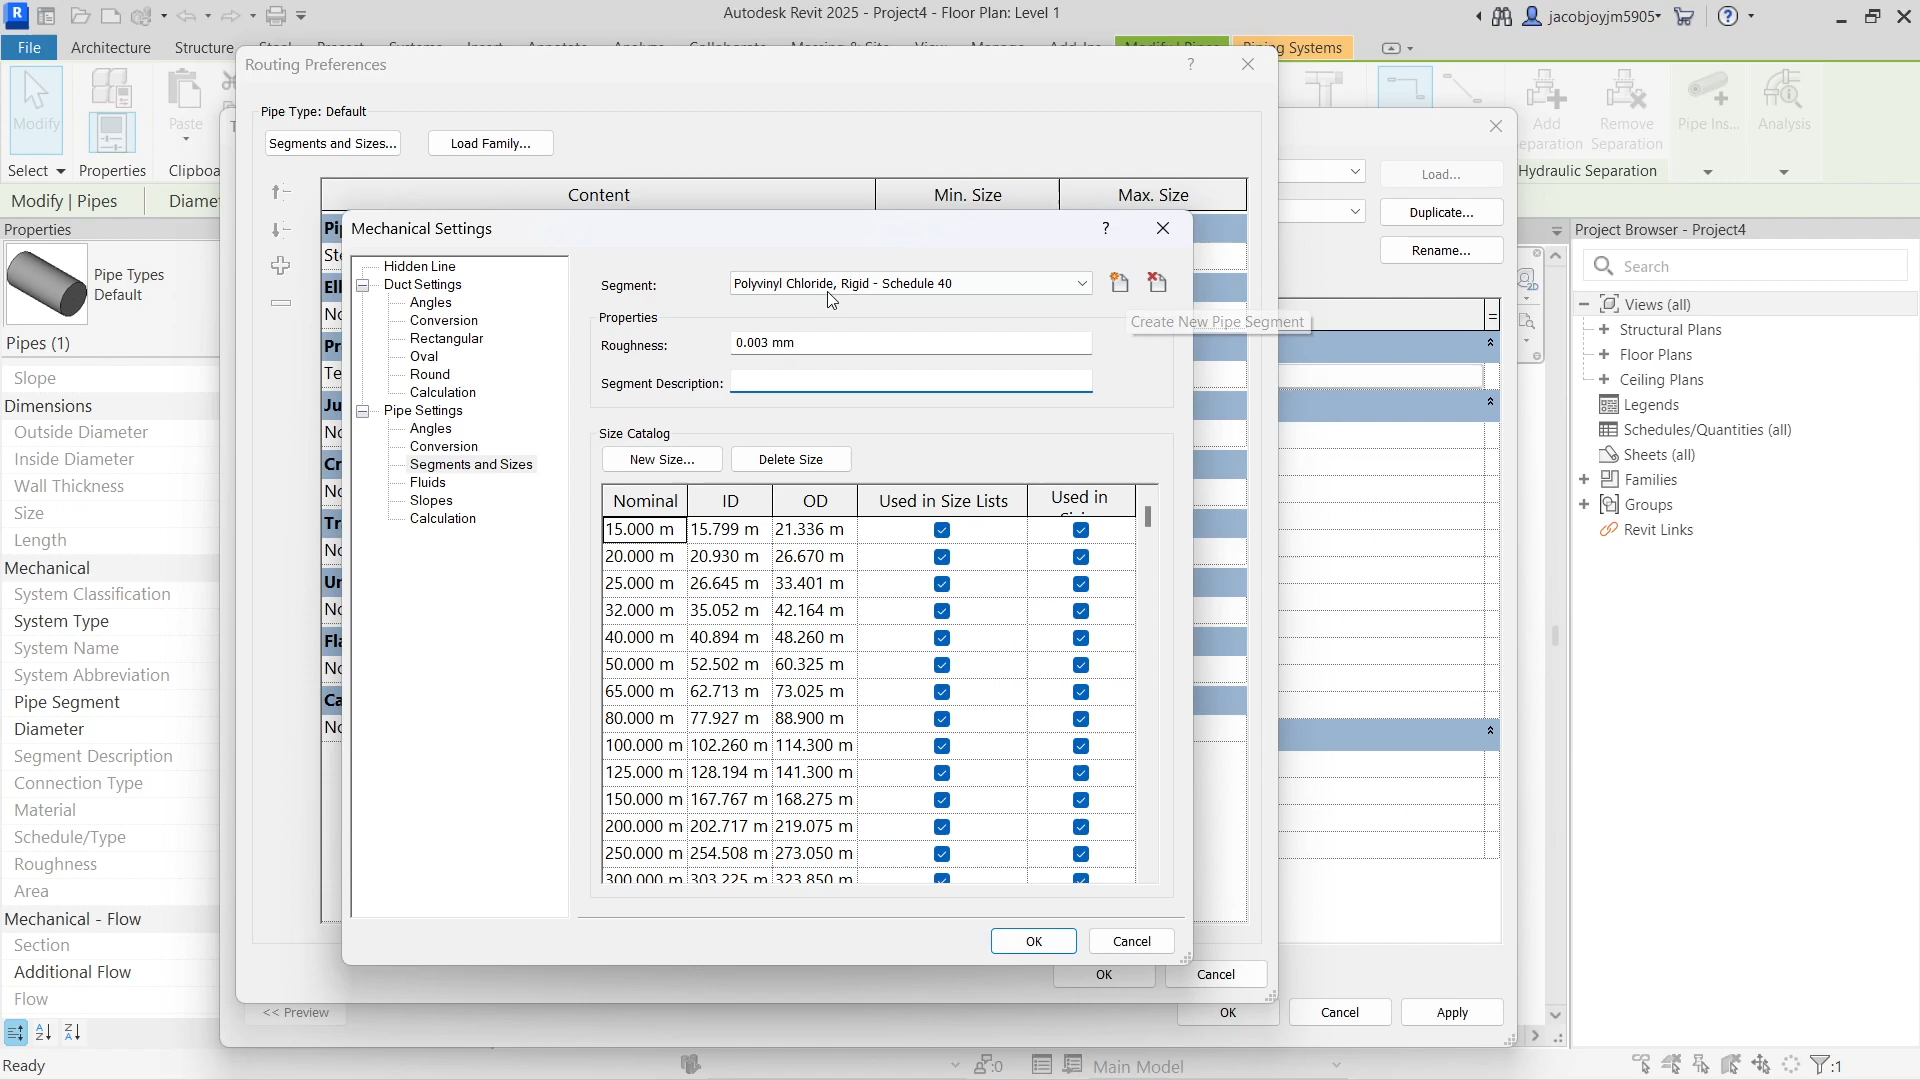 Autodesk Revit 2025 - Project4 - Floor Plan: Level 1
jacobjoyjm5905
File
Architecture
Structure
Piping Systems
Routing Preferences
Modify
Paste
Add
Remove
Separation
Pipe Ins...
Analysis
Select
Properties
Hydraulic Separation
Modify | Pipes
Pipe Type: Default
Segments and Sizes...
Load Family...
Content
Min. Size
Max. Size
Load...
Duplicate...
Rename...
Properties
Pipe Types
Default
Pipes (1)
Slope
Dimensions
Outside Diameter
Inside Diameter
Wall Thickness
Size
Length
Mechanical
System Classification
System Type
System Name
System Abbreviation
Pipe Segment
Diameter
Segment Description
Connection Type
Material
Schedule/Type
Roughness
Area
Mechanical - Flow
Section
Additional Flow
Flow
Mechanical Settings
Hidden Line
Duct Settings
Angles
Conversion
Rectangular
Oval
Round
Calculation
Pipe Settings
Angles
Conversion
Segments and Sizes
Fluids
Slopes
Calculation
Segment:
Polyvinyl Chloride, Rigid - Schedule 40
Create New Pipe Segment
Properties
Roughness:
0.003 mm
Segment Description:
Size Catalog
New Size...
Delete Size
Nominal ID OD Used in Size Lists Used in
15.000 m 15.799 m 21.336 m
20.000 m 20.930 m 26.670 m
25.000 m 26.645 m 33.401 m
32.000 m 35.052 m 42.164 m
40.000 m 40.894 m 48.260 m
50.000 m 52.502 m 60.325 m
65.000 m 62.713 m 73.025 m
80.000 m 77.927 m 88.900 m
100.000 m 102.260 m 114.300 m
125.000 m 128.194 m 141.300 m
150.000 m 167.767 m 168.275 m
200.000 m 202.717 m 219.075 m
250.000 m 254.508 m 273.050 m
300.000 m 303.225 m 323.850 m
OK
Cancel
OK
Cancel
<< Preview
OK
Cancel
Apply
Project Browser - Project4
Search
Views (all)
Structural Plans
Floor Plans
Ceiling Plans
Legends
Schedules/Quantities (all)
Sheets (all)
Families
Groups
Revit Links
Ready
:0
Main Model
:1